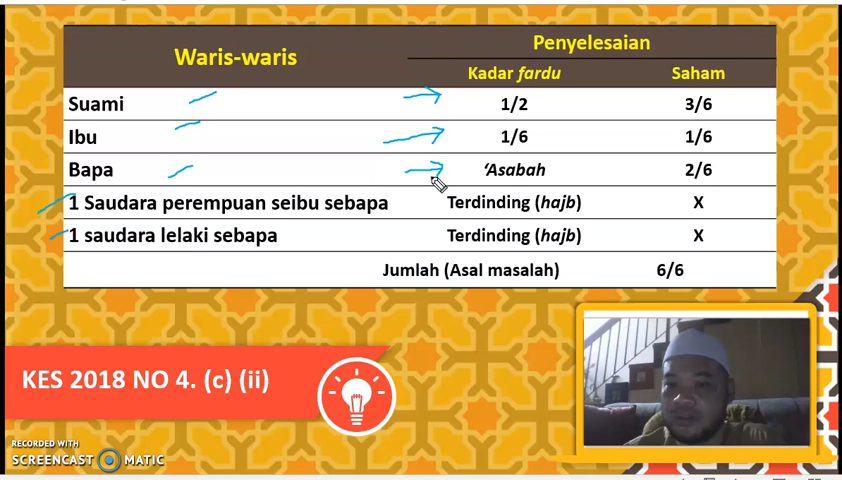 Waris-waris Penyelesaian
Kadar fardu Saham
Suami 1/2 3/6
Ibu 1/6 1/6
Bapa ‘Asabah 2/6
1 Saudara perempuan seibu sebapa Terdinding (hajb) X
1 saudara lelaki sebapa Terdinding (hajb) X
Jumlah (Asal masalah) 6/6
KES 2018 NO 4. (c) (ii)
RECORDED WITH
SCREENCAST MATIC